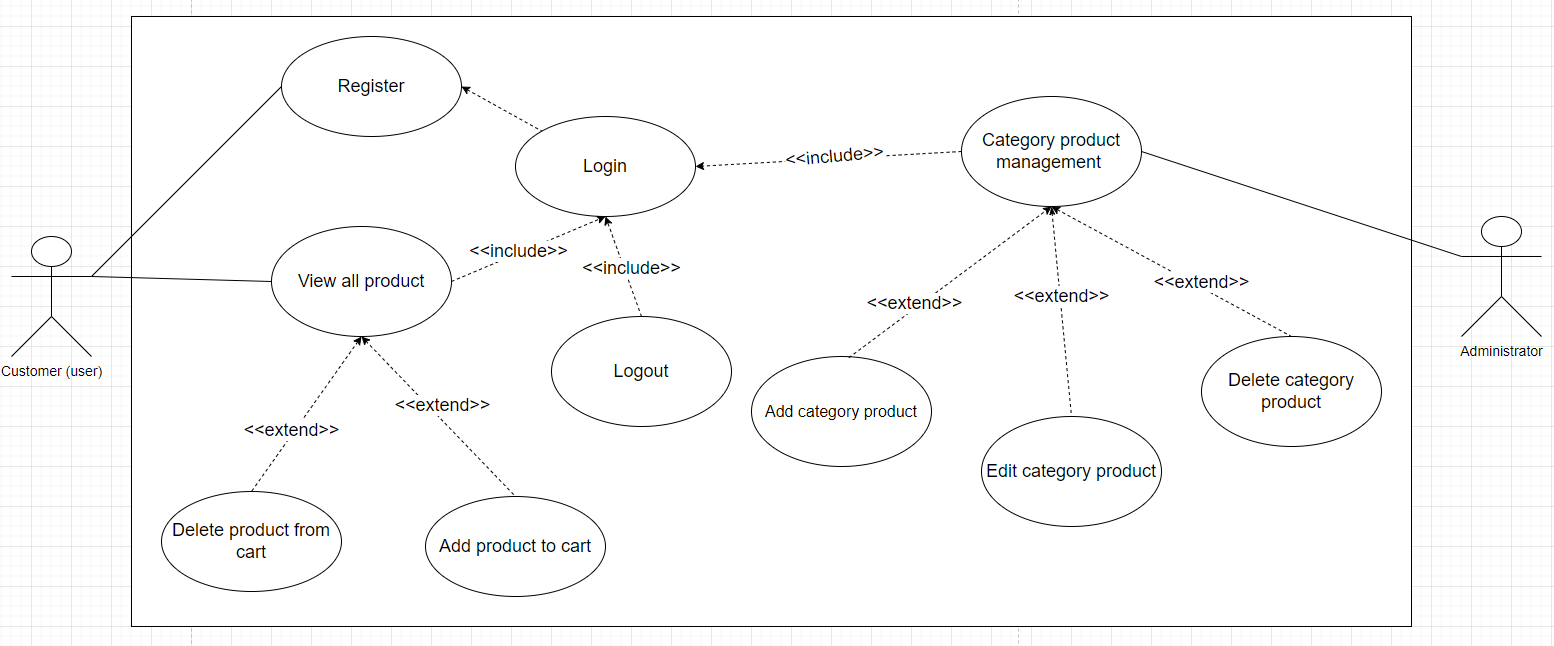 Register
Login
<<include>>
Category product
management
View all product
<<include>>
<<include>>
<<extend>>
<<extend>>
<<extend>>
Customer (user)
Administrator
Logout
Delete category
product
<<extend>>
<<extend>>
Add category product
Edit category product
Delete product from
cart
Add product to cart